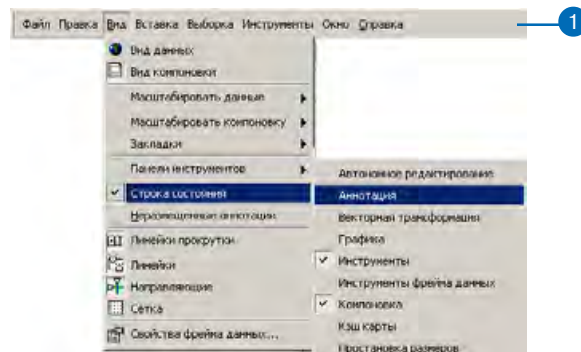 Файл Правка Вид Вставка Выборка Инструменты Окно Справка
1
Вид данных
Вид компоновки
Масштабировать данные
Масштабировать компоновку
Закладки
Панели инструментов
Строка состояния
Неразмещенные аннотации
Линейки прокрутки
Линейки
Направляющие
Сетка
Свойства фрейма данных...
Автономное редактирование
Аннотация
Векторная трансформация
Графика
Инструменты
Инструменты фрейма данных
Компоновка
Кэш карты
Простановка размеров